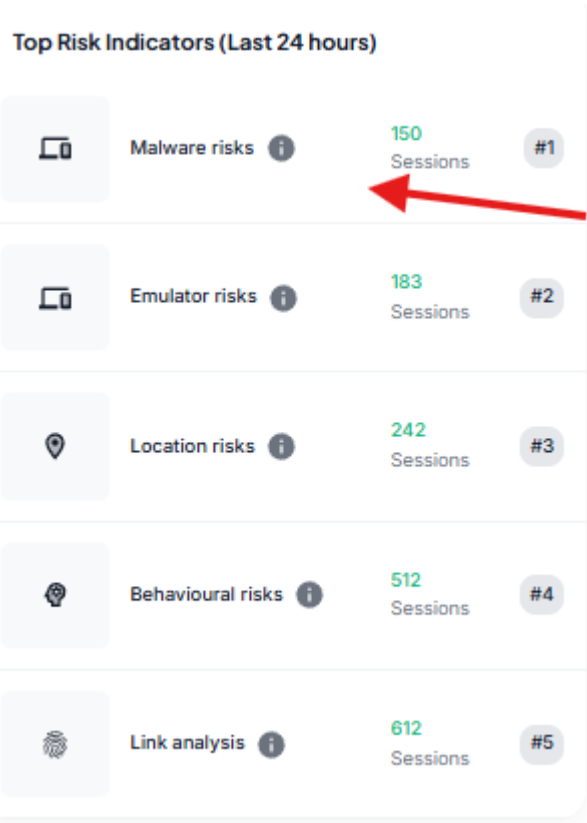 Top Risk Indicators (Last 24 hours)
Malware risks
150
Sessions
#1
Emulator risks
183
Sessions
#2
Location risks
242
Sessions
#3
Behavioural risks
512
Sessions
#4
Link analysis
612
Sessions
#5